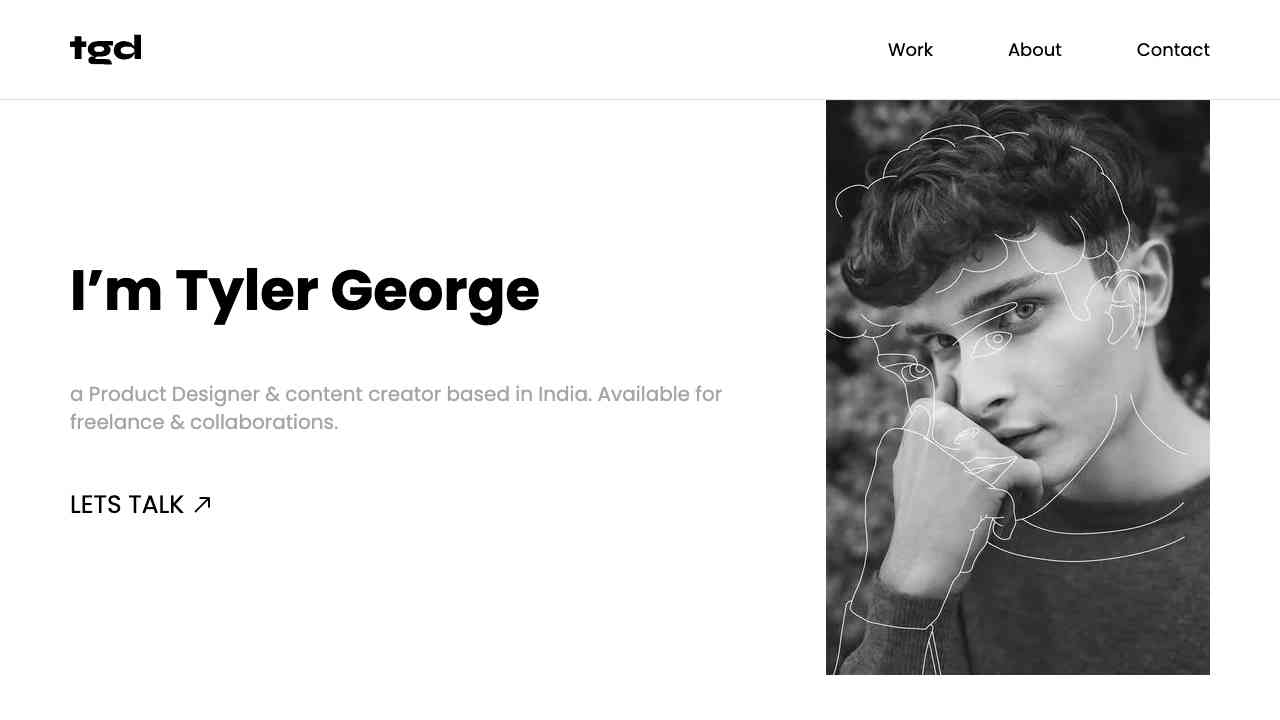 tgd
Work
About
Contact
I’m Tyler George
a Product Designer & content creator based in India. Available for
freelance & collaborations.
LETS TALK